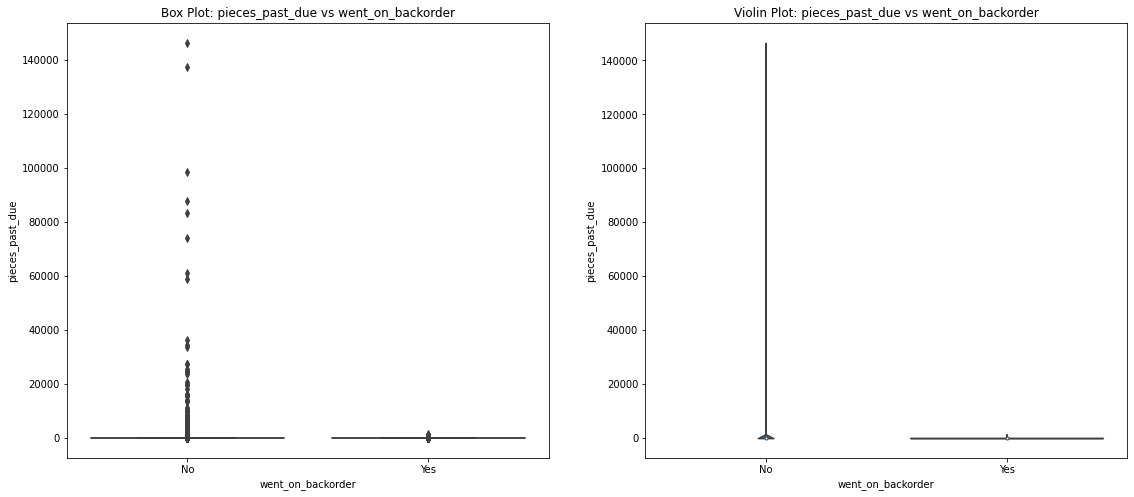 Box Plot: pieces_past_due vs went_on_backorder
140000
120000
100000
80000
60000
40000
20000
0
pieces_past_due
No
Yes
went_on_backorder
Violin Plot: pieces_past_due vs went_on_backorder
140000
120000
100000
80000
60000
40000
20000
0
pieces_past_due
No
Yes
went_on_backorder